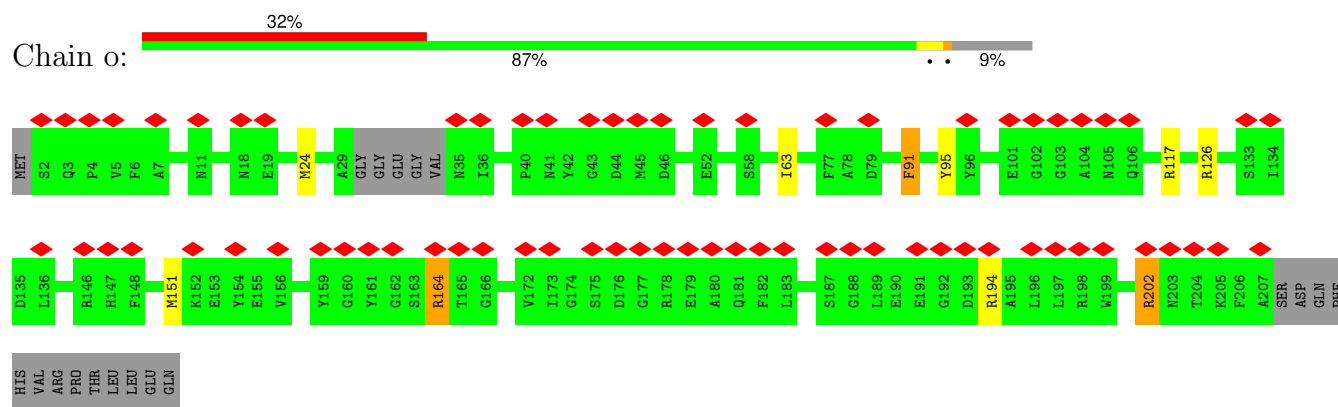 32%
Chain o:
87% • • 9%
MET S2 Q3 P4 V5 F6 A7 N11 N18 E19 M24 A29 GLY GLY GLU GLY VAL N35 I36 P40 N41 Y42 G43 D44 M45 D46 E52 S58 I63 F77 A78 D79 F91 Y95 Y96 E101 G102 G103 A104 N105 Q106 R117 R126 S133 I134
D135 L136 R146 H147 F148 M151 K152 E153 Y154 E155 V156 Y159 G160 Y161 G162 S163 R164 T165 G166 V172 I173 G174 S175 D176 G177 R178 E179 A180 Q181 F182 L183 S187 G188 L189 E190 E191 G192 D193 R194 A195 L196 L197 R198 W199 R202 N203 T204 K205 F206 A207 SER ASP GLN PHE
HIS VAL ARG PRO THR LEU LEU GLU GLN